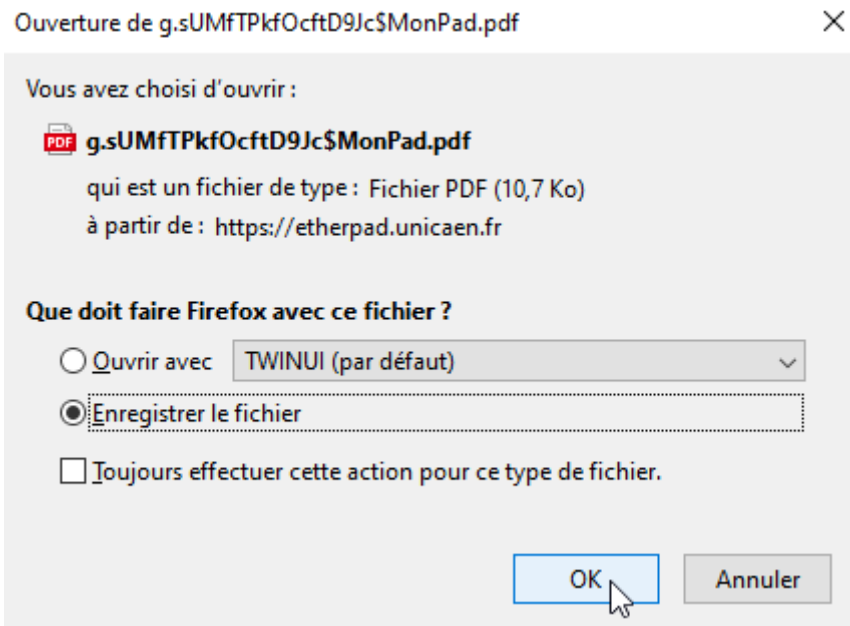 Ouverture de g.sUMfTPkfOcftD9Jc$MonPad.pdf
Vous avez choisi d'ouvrir :
PDF g.sUMfTPkfOcftD9Jc$MonPad.pdf
qui est un fichier de type : Fichier PDF (10,7 Ko)
à partir de : https://etherpad.unicaen.fr
Que doit faire Firefox avec ce fichier ?
Ouvrir avec TWINUI (par défaut)
Enregistrer le fichier
Toujours effectuer cette action pour ce type de fichier.
OK Annuler